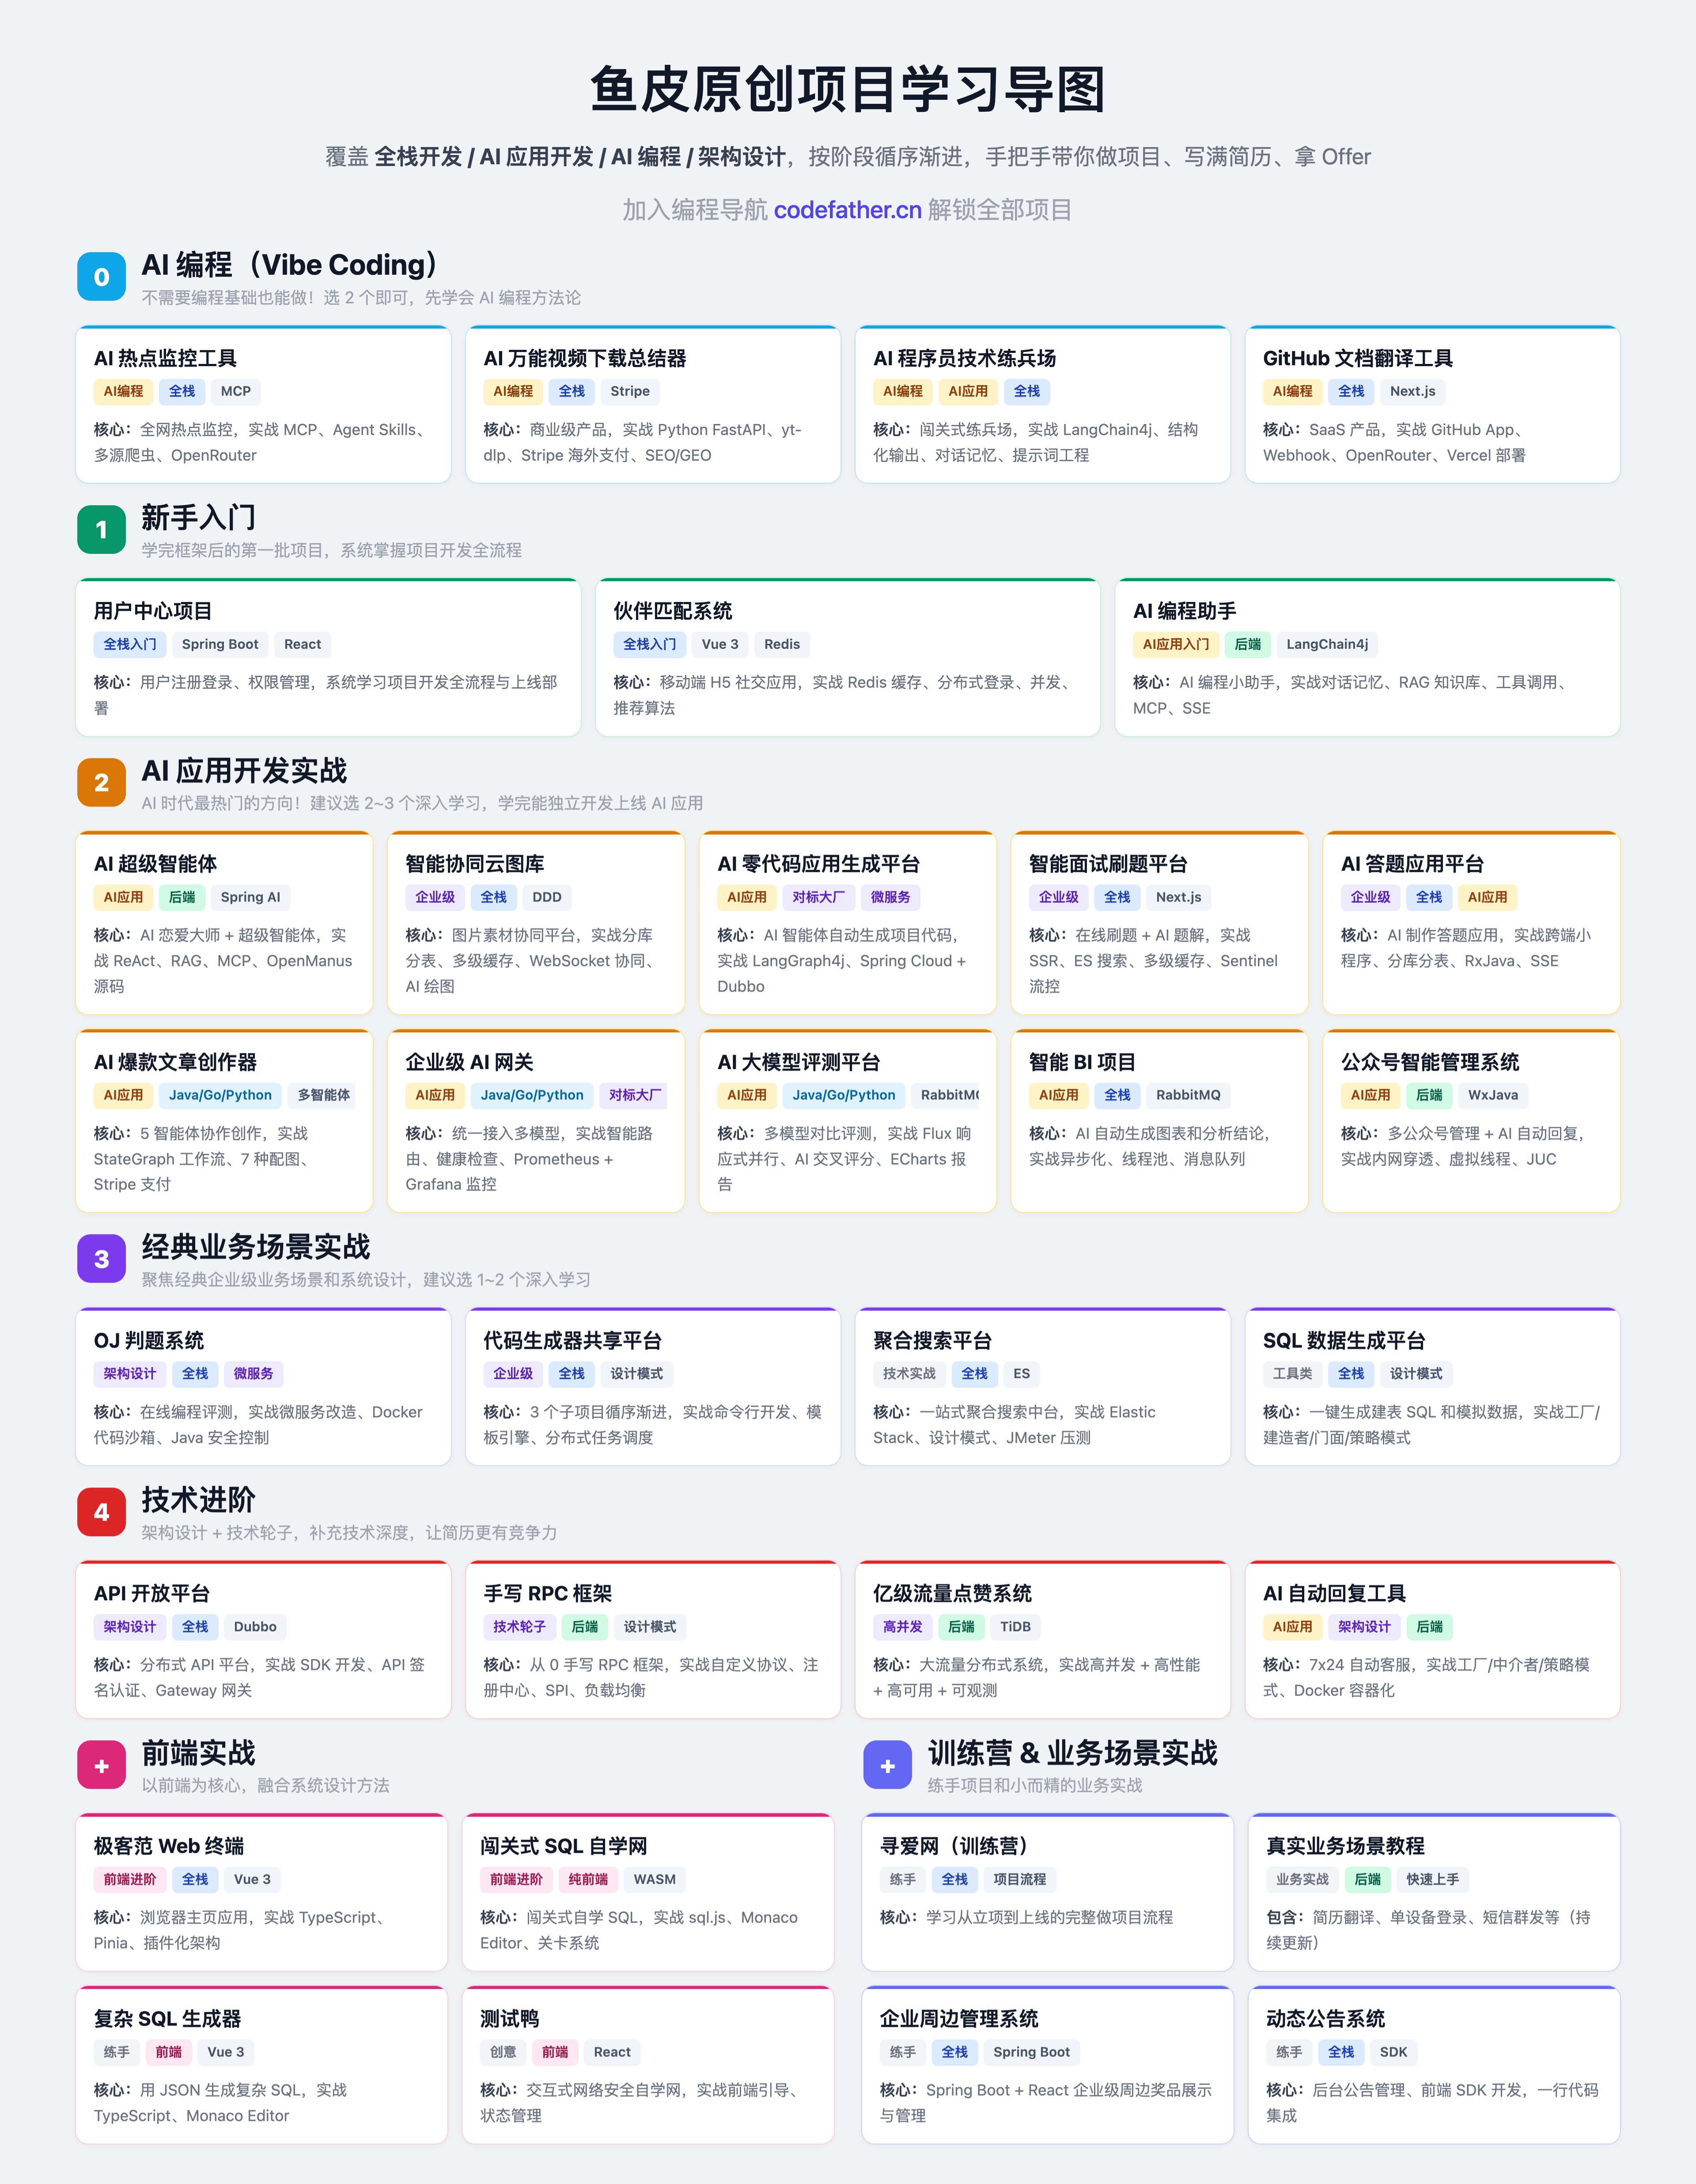 鱼皮原创项目学习导图
覆盖 全栈开发 / AI 应用开发 / AI 编程 / 架构设计，按阶段循序渐进，手把手带你做项目、写满简历、拿 Offer
加入编程导航 codefather.cn 解锁全部项目
0
AI 编程（Vibe Coding）
不需要编程基础也能做！选 2 个即可，先学会 AI 编程方法论
AI 热点监控工具
AI编程 全栈 MCP
核心：全网热点监控，实战 MCP、Agent Skills、
多源爬虫、OpenRouter
AI 万能视频下载总结器
AI编程 全栈 Stripe
核心：商业级产品，实战 Python FastAPI、yt-
dlp、Stripe 海外支付、SEO/GEO
AI 程序员技术练兵场
AI编程 AI应用 全栈
核心：闯关式练兵场，实战 LangChain4j、结构
化输出、对话记忆、提示词工程
GitHub 文档翻译工具
AI编程 全栈 Next.js
核心：SaaS 产品，实战 GitHub App、
Webhook、OpenRouter、Vercel 部署
1
新手入门
学完框架后的第一批项目，系统掌握项目开发全流程
用户中心项目
全栈入门 Spring Boot React
核心：用户注册登录、权限管理，系统学习项目开发全流程与上线部
署
伙伴匹配系统
全栈入门 Vue 3 Redis
核心：移动端 H5 社交应用，实战 Redis 缓存、分布式登录、并发、
推荐算法
AI 编程助手
AI应用入门 后端 LangChain4j
核心：AI 编程小助手，实战对话记忆、RAG 知识库、工具调用、
MCP、SSE
2
AI 应用开发实战
AI 时代最热门的方向！建议选 2~3 个深入学习，学完能独立开发上线 AI 应用
AI 超级智能体
AI应用 后端 Spring AI
核心：AI 恋爱大师 + 超级智能体，实
战 ReAct、RAG、MCP、OpenManus
源码
智能协同云图库
企业级 全栈 DDD
核心：图片素材协同平台，实战分库
分表、多级缓存、WebSocket 协同、
AI 绘图
AI 零代码应用生成平台
AI应用 对标大厂 微服务
核心：AI 智能体自动生成项目代码，
实战 LangGraph4j、Spring Cloud +
Dubbo
智能面试刷题平台
企业级 全栈 Next.js
核心：在线刷题 + AI 题解，实战
SSR、ES 搜索、多级缓存、Sentinel
流控
AI 答题应用平台
企业级 全栈 AI应用
核心：AI 制作答题应用，实战跨端小
程序、分库分表、RxJava、SSE
AI 爆款文章创作器
AI应用 Java/Go/Python 多智能体
核心：5 智能体协作创作，实战
StateGraph 工作流、7 种配图、
Stripe 支付
企业级 AI 网关
AI应用 Java/Go/Python 对标大厂
核心：统一接入多模型，实战智能路
由、健康检查、Prometheus +
Grafana 监控
AI 大模型评测平台
AI应用 Java/Go/Python
核心：多模型对比评测，实战 Flux 响
应式并行、AI 交叉评分、ECharts 报
告
智能 BI 项目
AI应用 全栈 RabbitMQ
核心：AI 自动生成图表和分析结论，
实战异步化、线程池、消息队列
公众号智能管理系统
AI应用 后端 WxJava
核心：多公众号管理 + AI 自动回复，
实战内网穿透、虚拟线程、JUC
3
经典业务场景实战
聚焦经典企业级业务场景和系统设计，建议选 1~2 个深入学习
OJ 判题系统
架构设计 全栈 微服务
核心：在线编程评测，实战微服务改造、Docker
代码沙箱、Java 安全控制
代码生成器共享平台
企业级 全栈 设计模式
核心：3 个子项目循序渐进，实战命令行开发、模
板引擎、分布式任务调度
聚合搜索平台
技术实战 全栈 ES
核心：一站式聚合搜索中台，实战 Elastic
Stack、设计模式、JMeter 压测
SQL 数据生成平台
工具类 全栈 设计模式
核心：一键生成建表 SQL 和模拟数据，实战工厂/
建造者/门面/策略模式
4
技术进阶
架构设计 + 技术轮子，补充技术深度，让简历更有竞争力
API 开放平台
架构设计 全栈 Dubbo
核心：分布式 API 平台，实战 SDK 开发、API 签
名认证、Gateway 网关
手写 RPC 框架
技术轮子 后端 设计模式
核心：从 0 手写 RPC 框架，实战自定义协议、注
册中心、SPI、负载均衡
亿级流量点赞系统
高并发 后端 TiDB
核心：大流量分布式系统，实战高并发 + 高性能
+ 高可用 + 可观测
AI 自动回复工具
AI应用 架构设计 后端
核心：7x24 自动客服，实战工厂/中介者/策略模
式、Docker 容器化
+
前端实战
以前端为核心，融合系统设计方法
极客范 Web 终端
前端进阶 全栈 Vue 3
核心：浏览器主页应用，实战 TypeScript、
Pinia、插件化架构
闯关式 SQL 自学网
前端进阶 纯前端 WASM
核心：闯关式自学 SQL，实战 sql.js、Monaco
Editor、关卡系统
复杂 SQL 生成器
练手 前端 Vue 3
核心：用 JSON 生成复杂 SQL，实战
TypeScript、Monaco Editor
测试鸭
创意 前端 React
核心：交互式网络安全自学网，实战前端引导、
状态管理
+
训练营 & 业务场景实战
练手项目和小而精的业务实战
寻爱网（训练营）
练手 全栈 项目流程
核心：学习从立项到上线的完整做项目流程
真实业务场景教程
业务实战 后端 快速上手
包含：简历翻译、单设备登录、短信群发等（持
续更新）
企业周边管理系统
练手 全栈 Spring Boot
核心：Spring Boot + React 企业级周边奖品展示
与管理
动态公告系统
练手 全栈 SDK
核心：后台公告管理、前端 SDK 开发，一行代码
集成